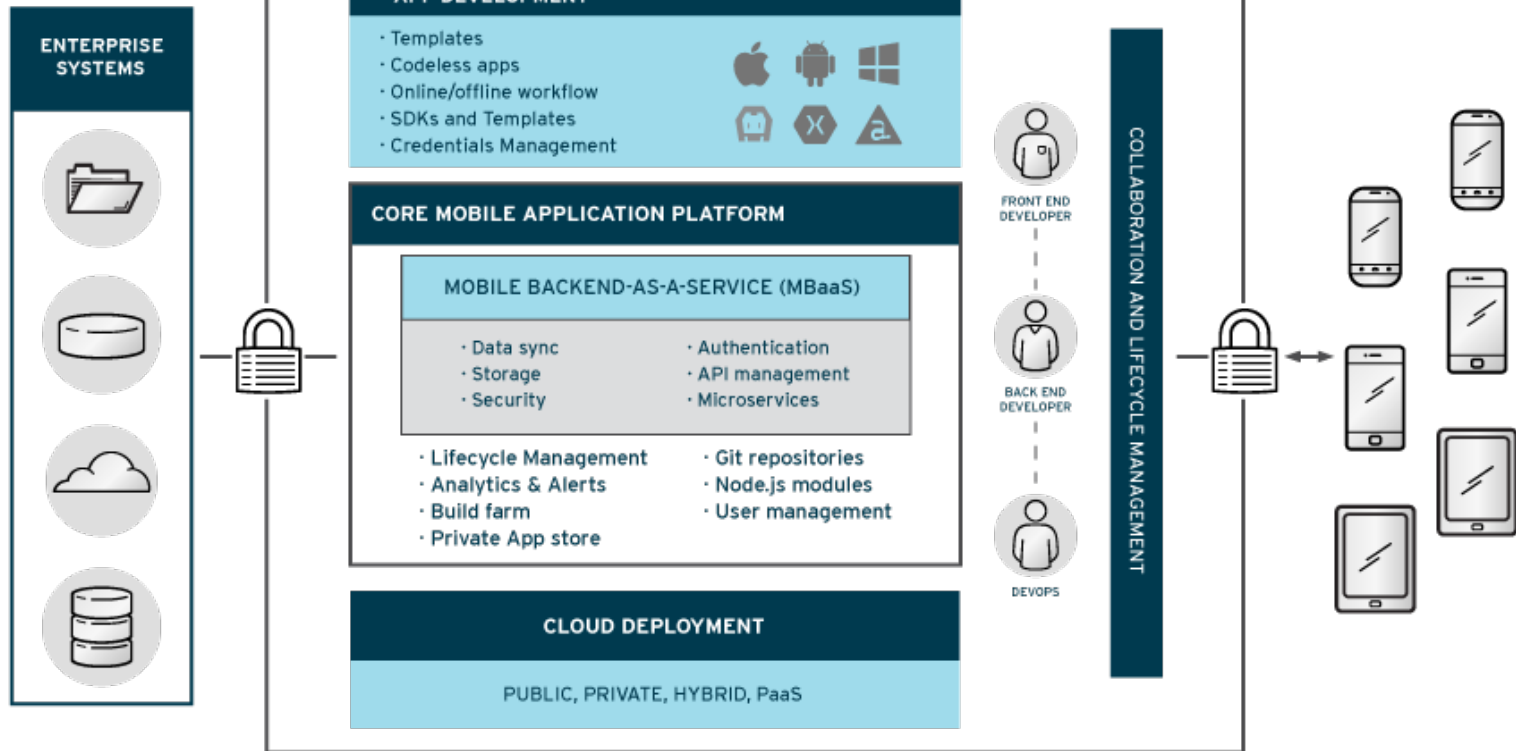 APP DEVELOPMENT
ENTERPRISE
SYSTEMS
· Templates
· Codeless apps
· Online/offline workflow
· SDKs and Templates
· Credentials Management
a
CORE MOBILE APPLICATION PLATFORM
MOBILE BACKEND-AS-A-SERVICE (MBaaS)
· Data sync
· Storage
· Security
· Authentication
· API management
· Microservices
· Lifecycle Management
· Analytics & Alerts
· Build farm
· Private App store
· Git repositories
· Node.js modules
· User management
CLOUD DEPLOYMENT
PUBLIC, PRIVATE, HYBRID, PaaS
FRONT END
DEVELOPER
BACK END
DEVELOPER
DEVOPS
COLLABORATION AND LIFECYCLE MANAGEMENT